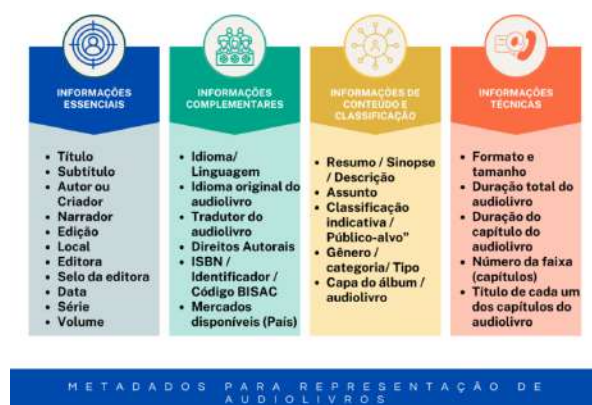 INFORMAÇÕES
ESSENCIAIS
• Título
• Subtítulo
• Autor ou
Criador
• Narrador
• Edição
• Local
• Editora
• Selo da editora
• Data
• Série
• Volume
INFORMAÇÕES
COMPLEMENTARES
• Idioma/
Linguagem
• Idioma original do
audiolivro
• Tradutor do
audiolivro
• Direitos Autorais
• ISBN /
Identificador /
Código BISAC
• Mercados
disponíveis (País)
INFORMAÇÕES DE
CONTEÚDO E
CLASSIFICAÇÃO
• Resumo / Sinopse
/ Descrição
• Assunto
• Classificação
indicativa /
Público-alvo"
• Gênero /
categoria/ Tipo
• Capa do álbum /
audiolivro
INFORMAÇÕES
TÉCNICAS
• Formato e
tamanho
• Duração total do
audiolivro
• Duração do
capítulo do
audiolivro
• Número da faixa
(capítulos)
• Título de cada um
dos capítulos do
audiolivro
METADADOS PARA REPRESENTAÇÃO DE
AUDIOLIVROS